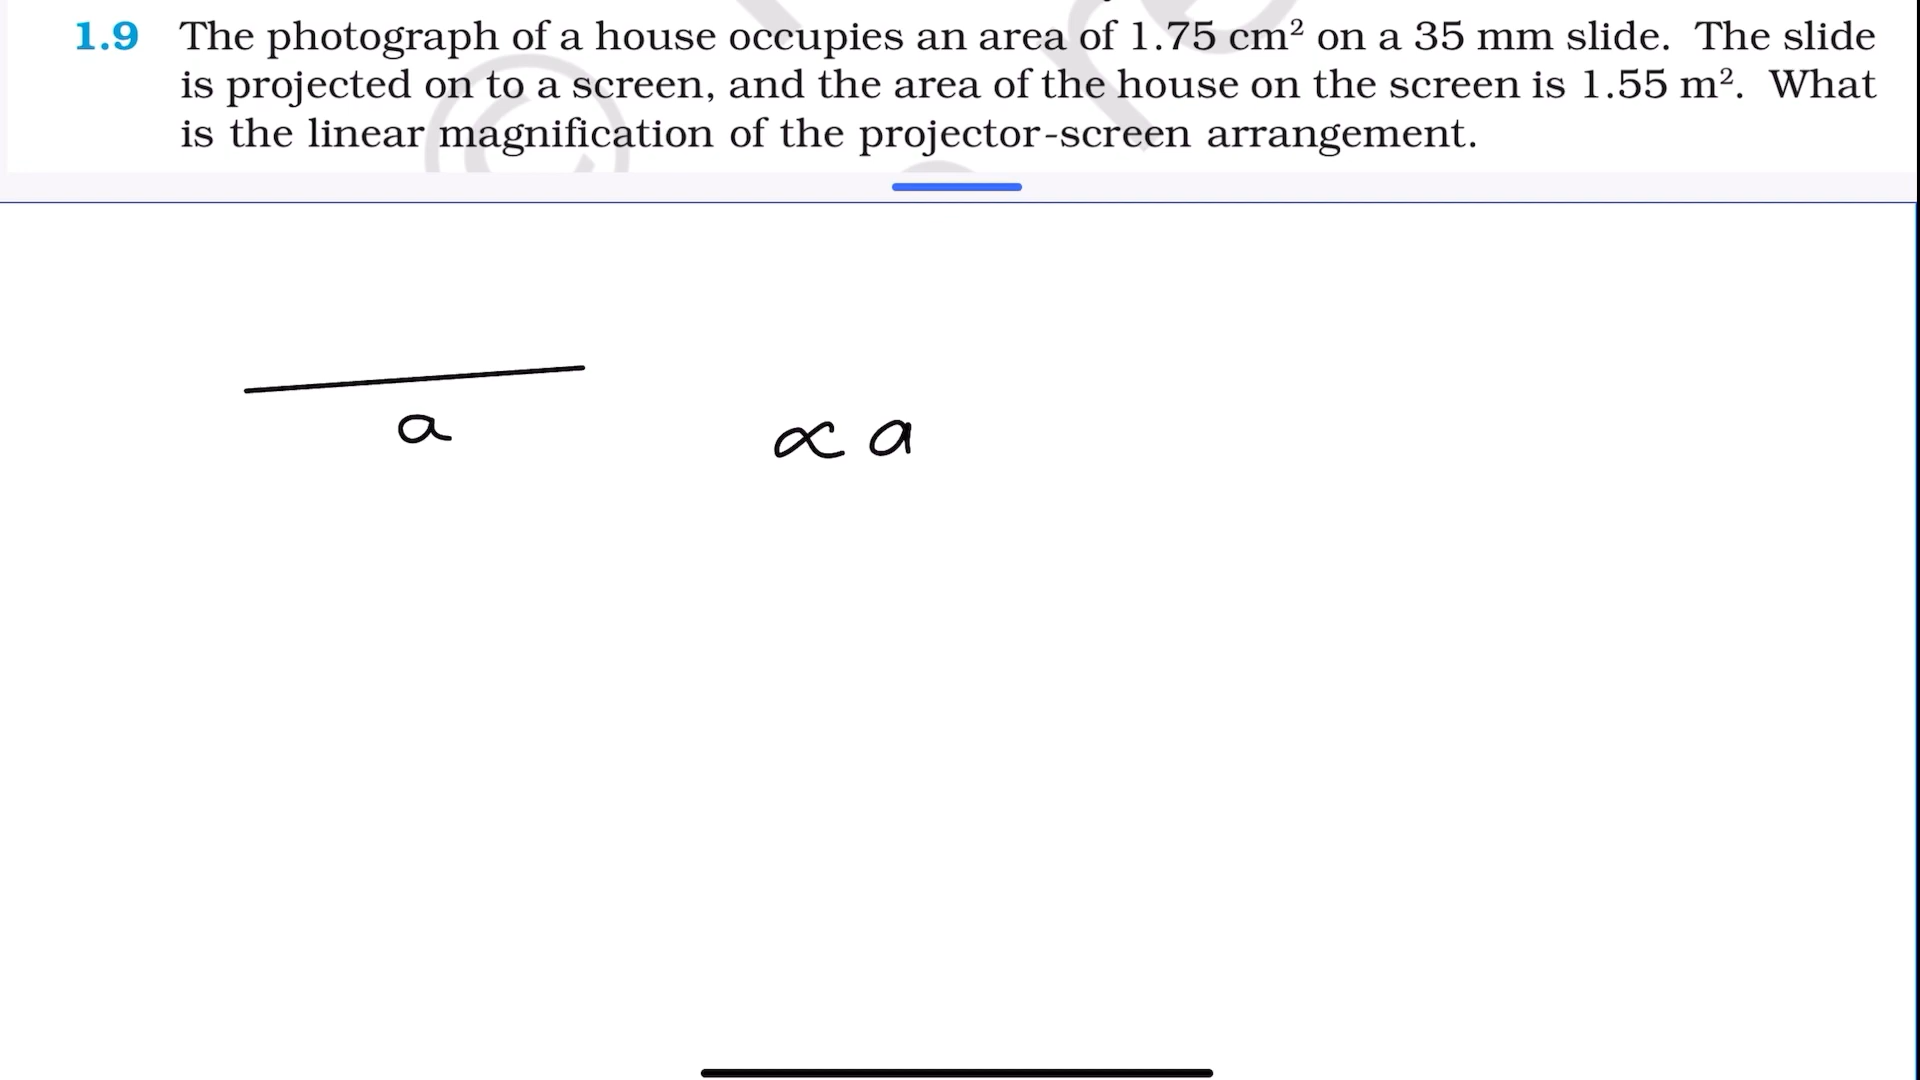 1.9 The photograph of a house occupies an area of 1.75 cm² on a 35 mm slide. The slide
is projected on to a screen, and the area of the house on the screen is 1.55 m². What
is the linear magnification of the projector-screen arrangement.
a
∝ a